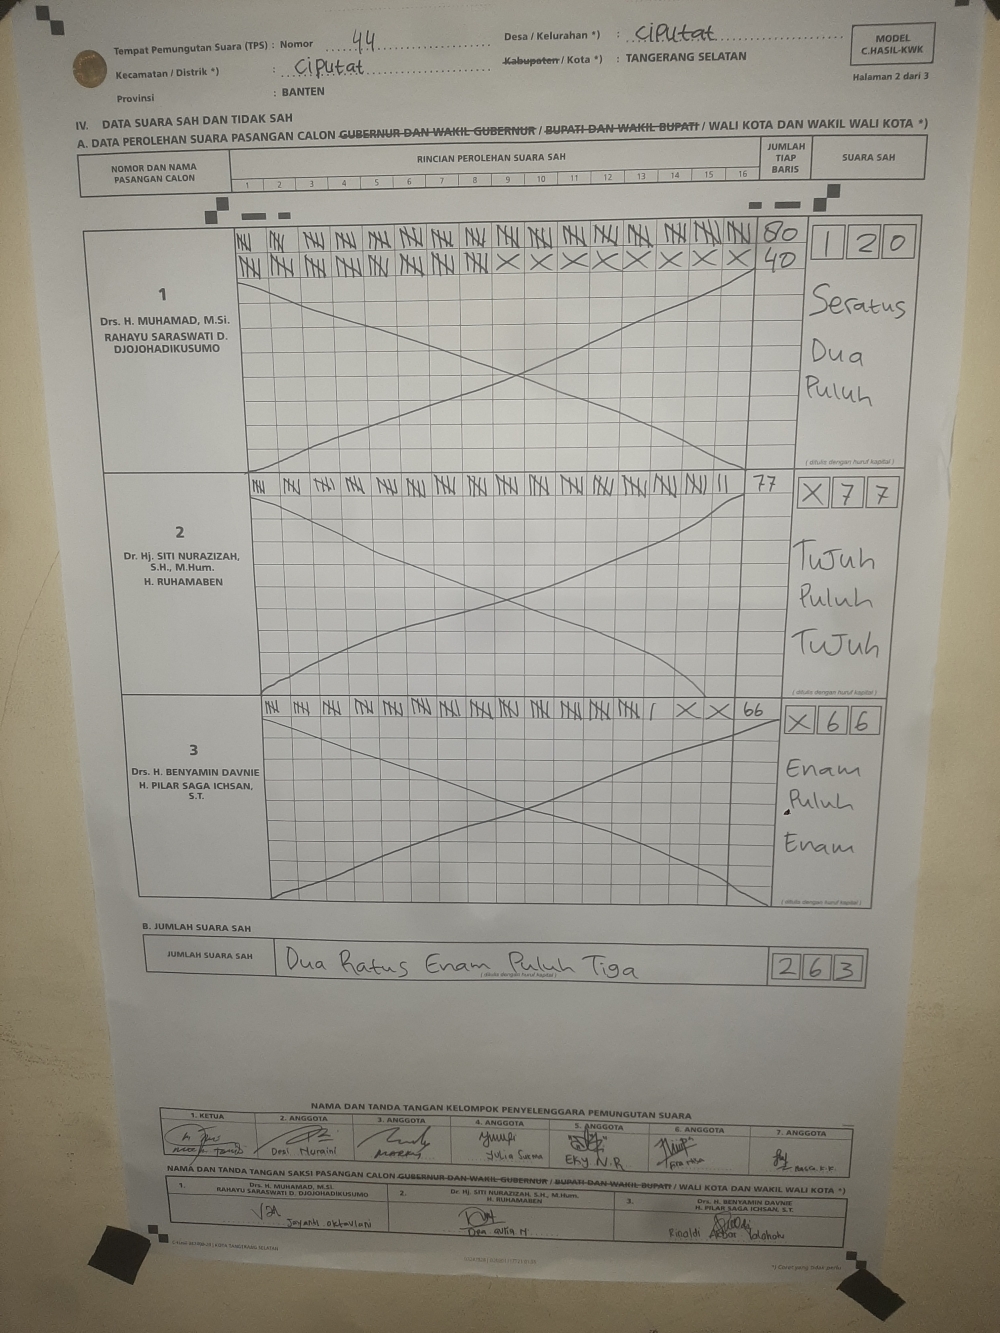 Tempat Pemungutan Suara (TPS) : Nomor 44
Desa / Kelurahan *) : Ciputat
MODEL
C.HASIL-KWK
Kecamatan / Distrik *) : Ciputat
Kabupaten / Kota *) : TANGERANG SELATAN
Halaman 2 dari 3
Provinsi : BANTEN
IV. DATA SUARA SAH DAN TIDAK SAH
A. DATA PEROLEHAN SUARA PASANGAN CALON GUBERNUR DAN WAKIL GUBERNUR / BUPATI DAN WAKIL BUPATI / WALI KOTA DAN WAKIL WALI KOTA *)
NOMOR DAN NAMA
PASANGAN CALON
RINCIAN PEROLEHAN SUARA SAH
1 2 3 4 5 6 7 8 9 10 11 12 13 14 15 16
JUMLAH
TIAP
BARIS
SUARA SAH
1
Drs. H. MUHAMAD, M.Si.
RAHAYU SARASWATI D.
DJOJOHADIKUSUMO
80
X X X X X X X X 40
1 2 0
Seratus
Dua
Puluh
( ditulis dengan huruf kapital )
2
Dr. Hj. SITI NURAZIZAH,
S.H., M.Hum.
H. RUHAMABEN
77
X 7 7
Tujuh
Puluh
Tujuh
( ditulis dengan huruf kapital )
3
Drs. H. BENYAMIN DAVNIE
H. PILAR SAGA ICHSAN,
S.T.
X X 66
X 6 6
Enam
Puluh
Enam
( ditulis dengan huruf kapital )
B. JUMLAH SUARA SAH
JUMLAH SUARA SAH
Dua Ratus Enam Puluh Tiga
( ditulis dengan huruf kapital )
2 6 3
NAMA DAN TANDA TANGAN KELOMPOK PENYELENGGARA PEMUNGUTAN SUARA
1. KETUA 2. ANGGOTA 3. ANGGOTA 4. ANGGOTA 5. ANGGOTA 6. ANGGOTA 7. ANGGOTA
Desi Nuraini
EKY N.R
NAMA DAN TANDA TANGAN SAKSI PASANGAN CALON GUBERNUR DAN WAKIL GUBERNUR / BUPATI DAN WAKIL BUPATI / WALI KOTA DAN WAKIL WALI KOTA *)
1. Drs. H. MUHAMAD, M.Si.
RAHAYU SARASWATI D. DJOJOHADIKUSUMO
2. Dr. Hj. SITI NURAZIZAH, S.H., M.Hum.
H. RUHAMABEN
3. Drs. H. BENYAMIN DAVNIE
H. PILAR SAGA ICHSAN, S.T.
Jayanti oktaviani
Rinaldi Akbar
*) Coret yang tidak perlu